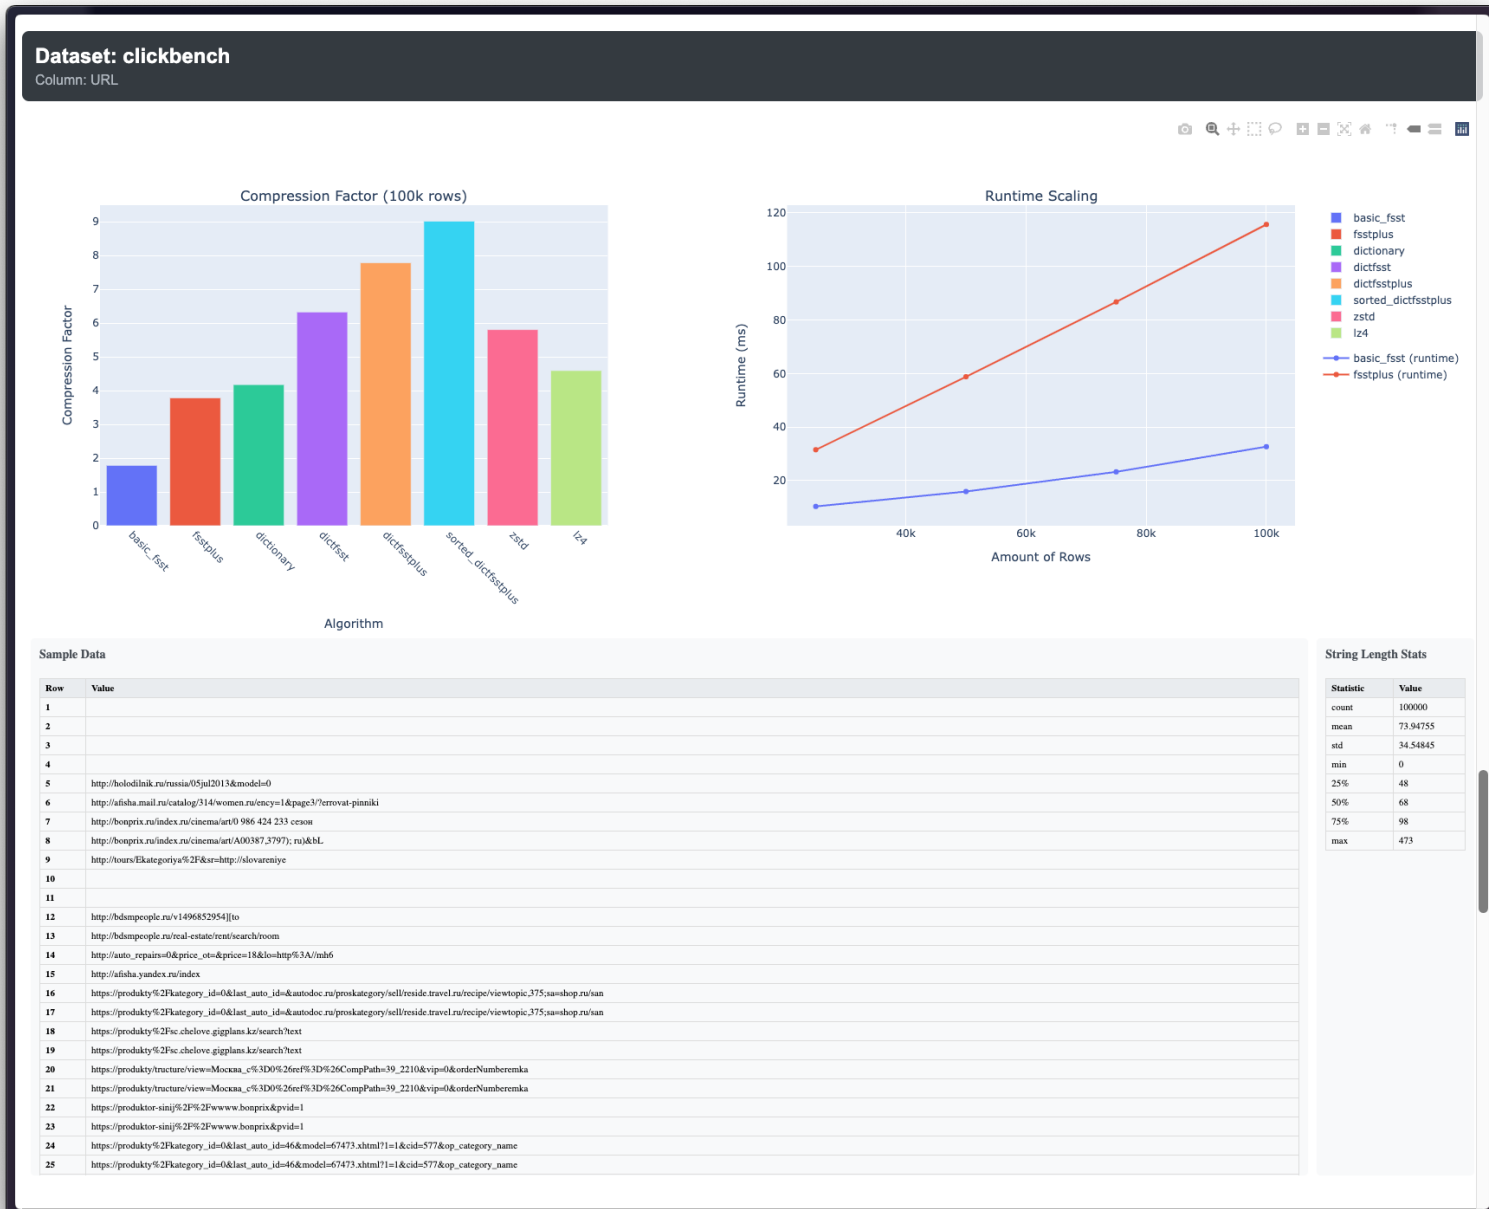 Dataset: clickbench
Column: URL
Compression Factor (100k rows)
Compression Factor
9
8
7
6
5
4
3
2
1
0
basic_fsst
fsstplus
dictionary
dictfsst
dictfsstplus
sorted_dictfsstplus
zstd
lz4
Algorithm
Runtime Scaling
Runtime (ms)
120
100
80
60
40
20
40k
60k
80k
100k
Amount of Rows
basic_fsst
fsstplus
dictionary
dictfsst
dictfsstplus
sorted_dictfsstplus
zstd
lz4
basic_fsst (runtime)
fsstplus (runtime)
Sample Data
Row Value
1
2
3
4
5 http://holodilnik.ru/russia/05jul2013&model=0
6 http://afisha.mail.ru/catalog/314/women.ru/ency=1&page3/?errovat-pinniki
7 http://bonprix.ru/index.ru/cinema/art/0 986 424 233 сезон
8 http://bonprix.ru/index.ru/cinema/art/A00387,3797); ru)&bL
9 http://tours/Ekategoriya%2F&sr=http://slovareniye
10
11
12 http://bdsmpeople.ru/v1496852954][to
13 http://bdsmpeople.ru/real-estate/rent/search/room
14 http://auto_repairs=0&price_ot=&price=18&lo=http%3A//mh6
15 http://afisha.yandex.ru/index
16 https://produkty%2Fkategory_id=0&last_auto_id=&autodoc.ru/proskategory/sell/reside.travel.ru/recipe/viewtopic,375;sa=shop.ru/san
17 https://produkty%2Fkategory_id=0&last_auto_id=&autodoc.ru/proskategory/sell/reside.travel.ru/recipe/viewtopic,375;sa=shop.ru/san
18 https://produkty%2Fsc.chelove.gigplans.kz/search?text
19 https://produkty%2Fsc.chelove.gigplans.kz/search?text
20 https://produkty/tructure/view=Москва_c%3D0%26ref%3D%26CompPath=39_2210&vip=0&orderNumberemka
21 https://produkty/tructure/view=Москва_c%3D0%26ref%3D%26CompPath=39_2210&vip=0&orderNumberemka
22 https://produktor-sinij%2F%2Fwwww.bonprix&pvid=1
23 https://produktor-sinij%2F%2Fwwww.bonprix&pvid=1
24 https://produkty%2Fkategory_id=0&last_auto_id=46&model=67473.xhtml?1=1&cid=577&op_category_name
25 https://produkty%2Fkategory_id=0&last_auto_id=46&model=67473.xhtml?1=1&cid=577&op_category_name
String Length Stats
Statistic Value
count 100000
mean 73.94755
std 34.54845
min 0
25% 48
50% 68
75% 98
max 473